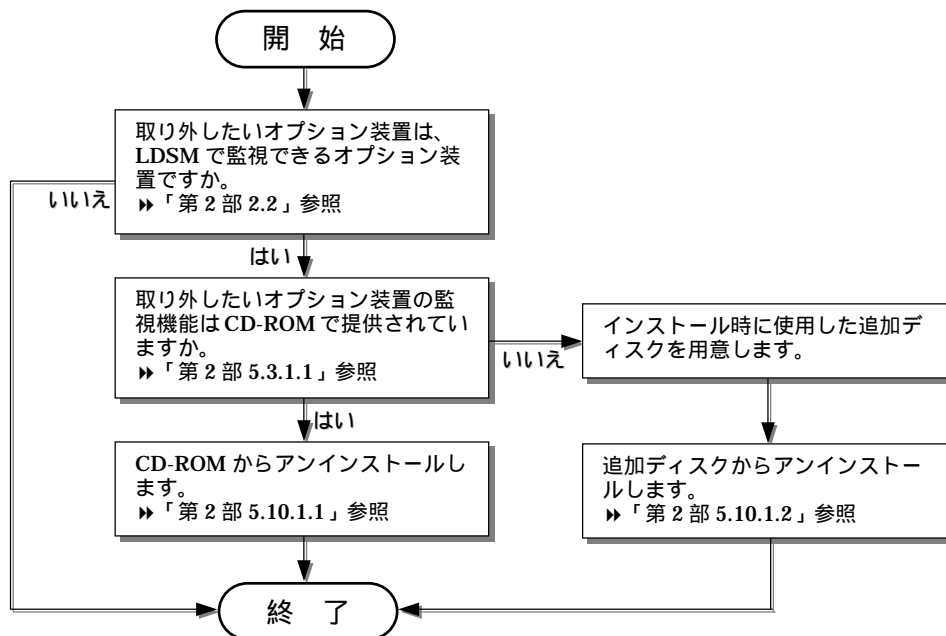 開 始
取り外したいオプション装置は、
LDSM で監視できるオプション装
置ですか。
▶▶「第 2 部 2.2」参照
いいえ
はい
取り外したいオプション装置の監
視機能は CD-ROM で提供されてい
ますか。
▶▶「第 2 部 5.3.1.1」参照
いいえ
インストール時に使用した追加デ
ィスクを用意します。
はい
CD-ROM からアンインストールし
ます。
▶▶「第 2 部 5.10.1.1」参照
追加ディスクからアンインストー
ルします。
▶▶「第 2 部 5.10.1.2」参照
終 了